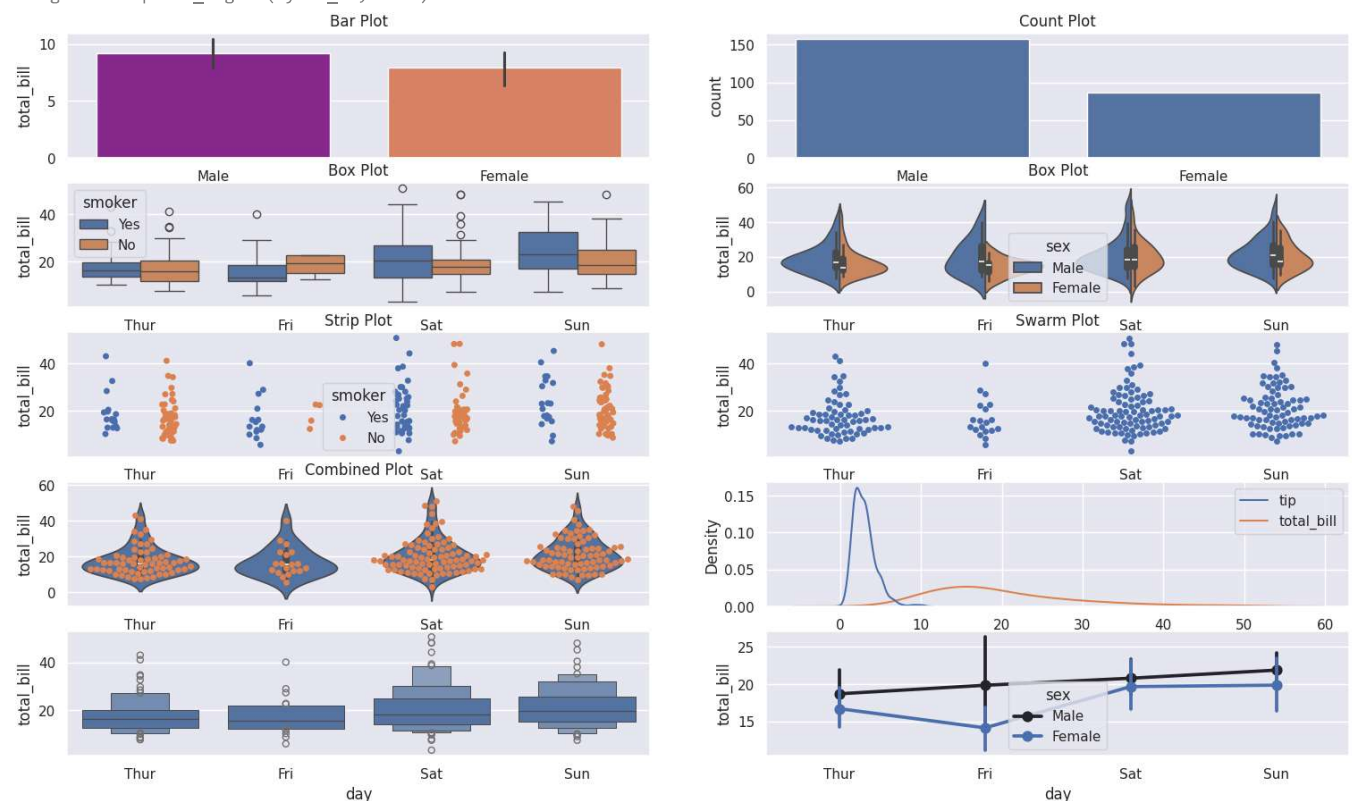 Bar Plot
total_bill
10
5
0
Male
Female
Count Plot
count
150
100
50
0
Male
Female
Box Plot
total_bill
40
20
smoker
Yes
No
Thur
Fri
Sat
Sun
Box Plot
total_bill
60
40
20
0
sex
Male
Female
Thur
Fri
Sat
Sun
Strip Plot
total_bill
40
20
smoker
Yes
No
Thur
Fri
Sat
Sun
Swarm Plot
total_bill
40
20
Thur
Fri
Sat
Sun
Combined Plot
total_bill
60
40
20
0
Thur
Fri
Sat
Sun
Density
0.15
0.10
0.05
0.00
tip
total_bill
0
10
20
30
40
50
60
total_bill
40
20
Thur
Fri
Sat
Sun
day
total_bill
25
20
15
sex
Male
Female
Thur
Fri
Sat
Sun
day